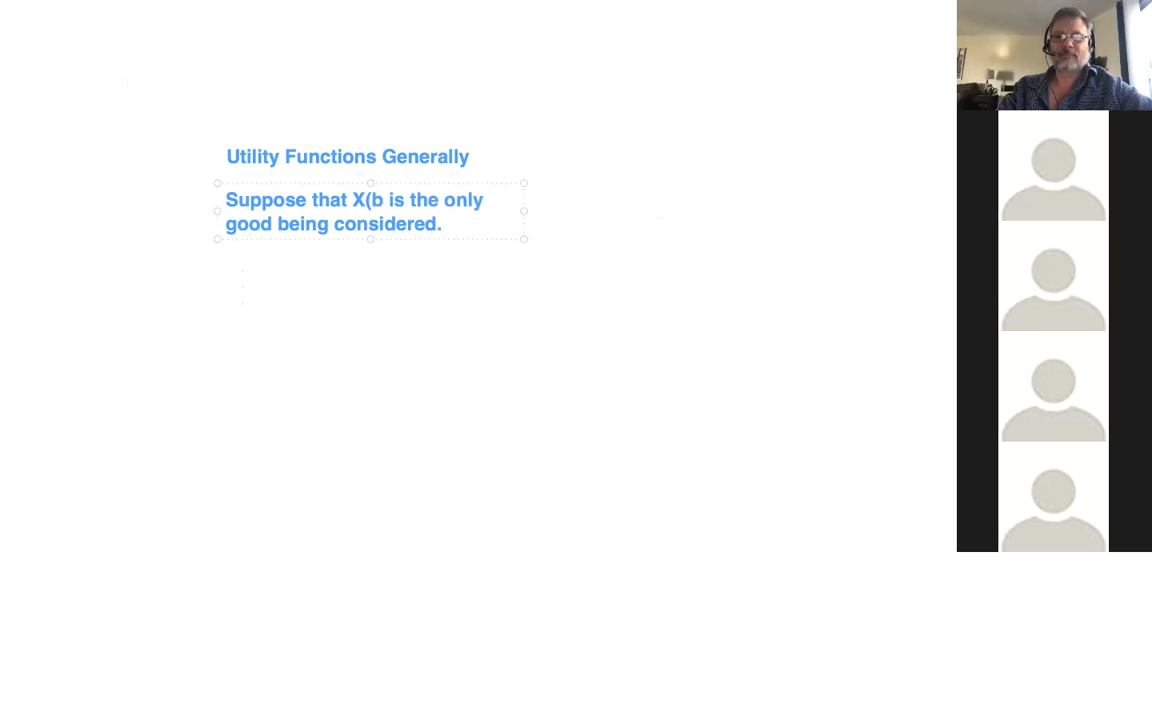 Utility Functions Generally
Suppose that X(b is the only
good being considered.